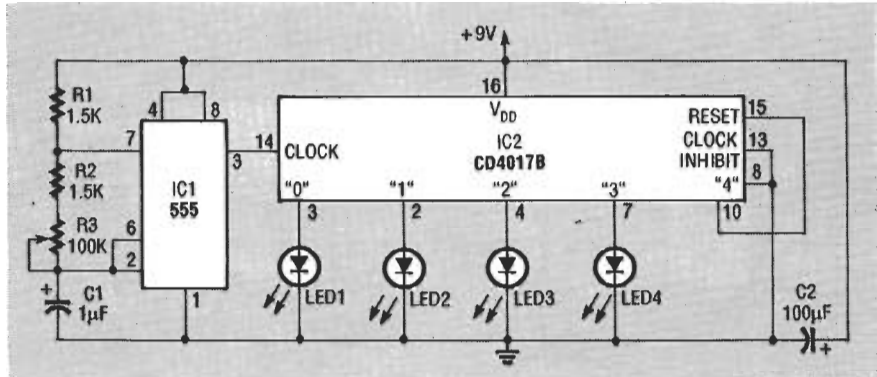 +9V
R1
1.5K
4
8
7
3
14
16
VDD
IC2
CD4017B
CLOCK
RESET
15
CLOCK
13
INHIBIT
"0"
"1"
"2"
"3"
"4"
8
10
3
2
4
7
R2
1.5K
IC1
555
R3
100K
6
2
1
+
C1
1µF
LED1
LED2
LED3
LED4
C2
100µF
+